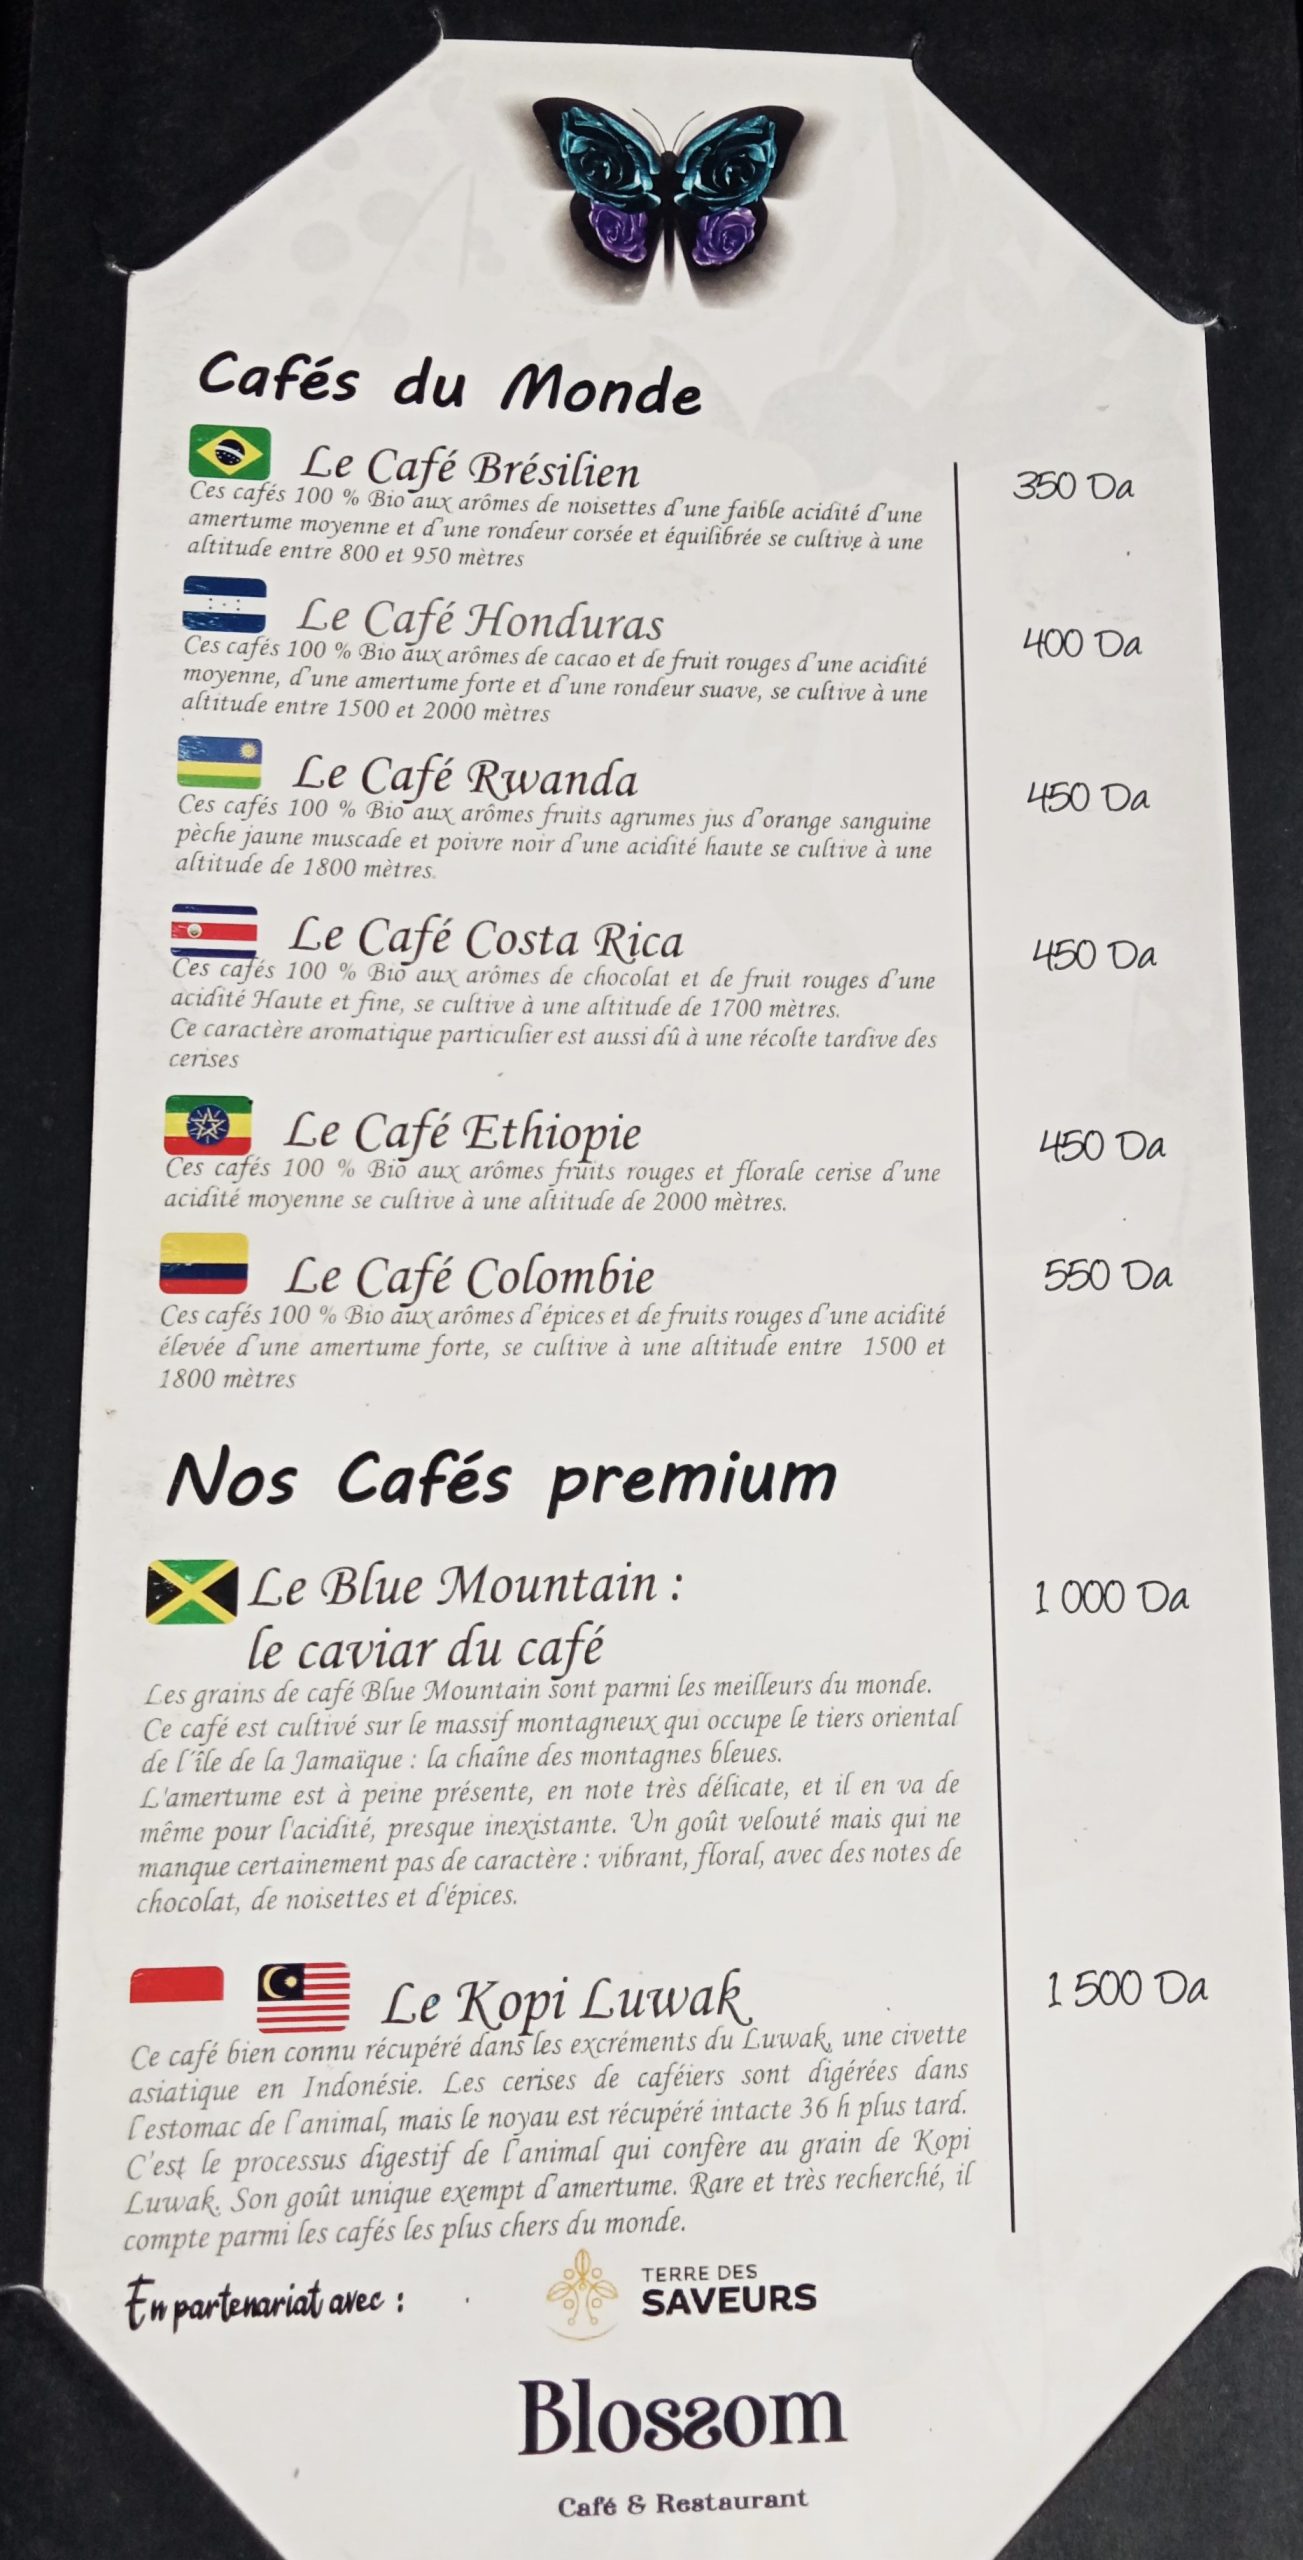 Cafés du Monde
Le Café Brésilien
350 Da
Ces cafés 100 % Bio aux arômes de noisettes d'une faible acidité d'une
amertume moyenne et d'une rondeur corsée et équilibrée se cultive à une
altitude entre 800 et 950 mètres
Le Café Honduras
400 Da
Ces cafés 100 % Bio aux arômes de cacao et de fruit rouges d'une acidité
moyenne, d'une amertume forte et d'une rondeur suave, se cultive à une
altitude entre 1500 et 2000 mètres
Le Café Rwanda
450 Da
Ces cafés 100 % Bio aux arômes fruits agrumes jus d'orange sanguine
pèche jaune muscade et poivre noir d'une acidité haute se cultive à une
altitude de 1800 mètres.
Le Café Costa Rica
450 Da
Ces cafés 100 % Bio aux arômes de chocolat et de fruit rouges d'une
acidité Haute et fine, se cultive à une altitude de 1700 mètres.
Ce caractère aromatique particulier est aussi dû à une récolte tardive des
cerises
Le Café Ethiopie
450 Da
Ces cafés 100 % Bio aux arômes fruits rouges et florale cerise d'une
acidité moyenne se cultive à une altitude de 2000 mètres.
Le Café Colombie
550 Da
Ces cafés 100 % Bio aux arômes d'épices et de fruits rouges d'une acidité
élevée d'une amertume forte, se cultive à une altitude entre 1500 et
1800 mètres
Nos Cafés premium
Le Blue Mountain :
1 000 Da
le caviar du café
Les grains de café Blue Mountain sont parmi les meilleurs du monde.
Ce café est cultivé sur le massif montagneux qui occupe le tiers oriental
de l'île de la Jamaïque : la chaîne des montagnes bleues.
L'amertume est à peine présente, en note très délicate, et il en va de
même pour l'acidité, presque inexistante. Un goût velouté mais qui ne
manque certainement pas de caractère : vibrant, floral, avec des notes de
chocolat, de noisettes et d'épices.
Le Kopi Luwak
1 500 Da
Ce café bien connu récupéré dans les excréments du Luwak, une civette
asiatique en Indonésie. Les cerises de caféiers sont digérées dans
l'estomac de l'animal, mais le noyau est récupéré intacte 36 h plus tard.
C'est le processus digestif de l'animal qui confère au grain de Kopi
Luwak. Son goût unique exempt d'amertume. Rare et très recherché, il
compte parmi les cafés les plus chers du monde.
En partenariat avec :
TERRE DES
SAVEURS
Blossom
Café & Restaurant